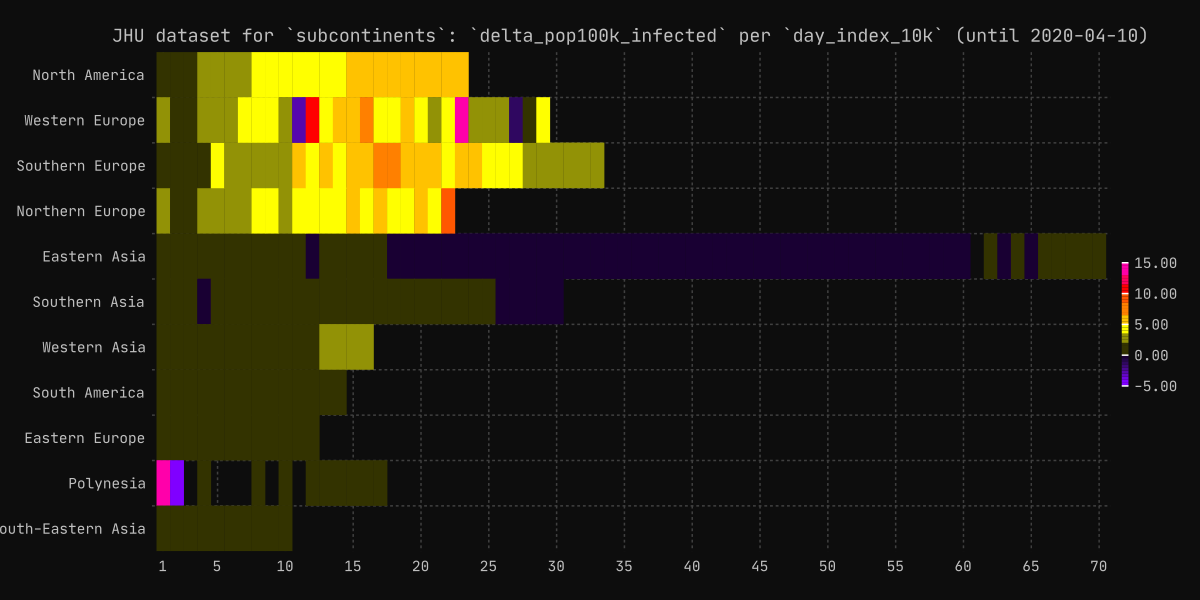 JHU dataset for `subcontinents`: `delta_pop100k_infected` per `day_index_10k` (until 2020-04-10)
North America
Western Europe
Southern Europe
Northern Europe
Eastern Asia
Southern Asia
Western Asia
South America
Eastern Europe
Polynesia
outh-Eastern Asia
1 5 10 15 20 25 30 35 40 45 50 55 60 65 70
15.00
10.00
5.00
0.00
-5.00